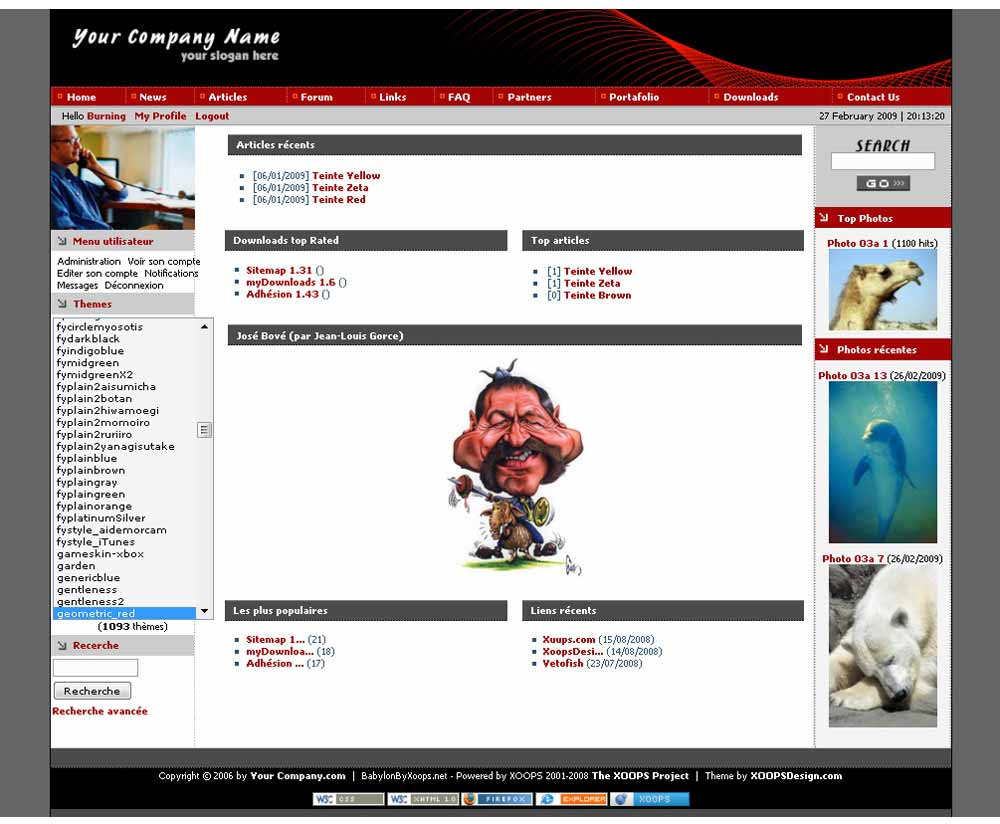 Your Company Name
your slogan here
Home News Articles Forum Links FAQ Partners Portafolio Downloads Contact Us
Hello Burning My Profile Logout 27 February 2009 | 20:13:20
Menu utilisateur
Administration Voir son compte
Editer son compte Notifications
Messages Déconnexion
Themes
fycirclemyosotis
fydarkblack
fyindigoblue
fymidgreen
fymidgreenX2
fyplain2aisumicha
fyplain2botan
fyplain2hiwamoegi
fyplain2momoiro
fyplain2ruriiro
fyplain2yanagisutake
fyplainblue
fyplainbrown
fyplaingray
fyplaingreen
fyplainorange
fyplatinumSilver
fystyle_aidemorcam
fystyle_iTunes
gameskin-xbox
garden
genericblue
gentleness
gentleness2
geometric_red
(1093 thèmes)
Recerche
Recherche
Recherche avancée
Articles récents
[06/01/2009] Teinte Yellow
[06/01/2009] Teinte Zeta
[06/01/2009] Teinte Red
Downloads top Rated
Sitemap 1.31 ()
myDownloads 1.6 ()
Adhésion 1.43 ()
Top articles
[1] Teinte Yellow
[1] Teinte Zeta
[0] Teinte Brown
José Bové (par Jean-Louis Gorce)
Les plus populaires
Sitemap 1... (21)
myDownloa... (18)
Adhésion ... (17)
Liens récents
Xuups.com (15/08/2008)
XoopsDesi... (14/08/2008)
Vetofish (23/07/2008)
SEARCH
GO >>>
Top Photos
Photo 03a 1 (1100 hits)
Photos récentes
Photo 03a 13 (26/02/2009)
Photo 03a 7 (26/02/2009)
Copyright © 2006 by Your Company.com | BabylonByXoops.net - Powered by XOOPS 2001-2008 The XOOPS Project | Theme by XOOPSDesign.com
W3C CSS W3C XHTML 1.0 FIREFOX EXPLORER XOOPS